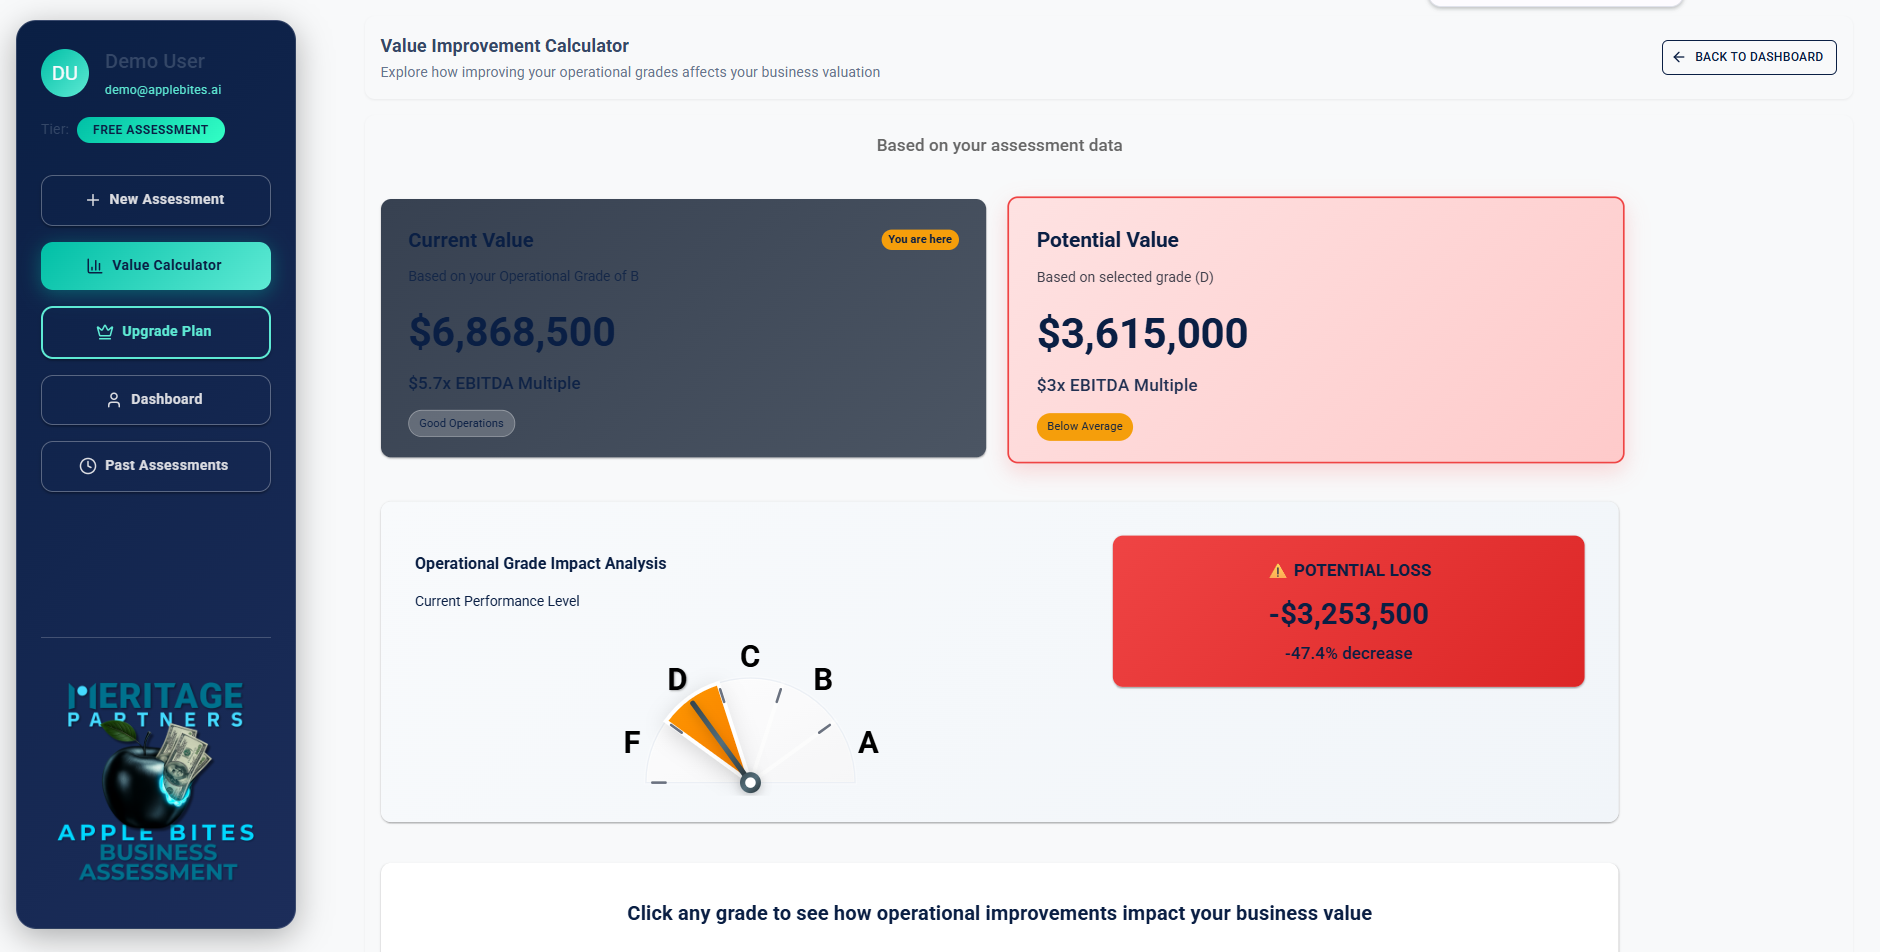 DU
Demo User
demo@applebites.ai
Tier: FREE ASSESSMENT
New Assessment
Value Calculator
Upgrade Plan
Dashboard
Past Assessments
MERITAGE
PARTNERS
APPLE BITES
BUSINESS
ASSESSMENT
Value Improvement Calculator
Explore how improving your operational grades affects your business valuation
BACK TO DASHBOARD
Based on your assessment data
Current Value
You are here
Based on your Operational Grade of B
$6,868,500
$5.7x EBITDA Multiple
Good Operations
Potential Value
Based on selected grade (D)
$3,615,000
$3x EBITDA Multiple
Below Average
Operational Grade Impact Analysis
Current Performance Level
F
D
C
B
A
⚠ POTENTIAL LOSS
-$3,253,500
-47.4% decrease
Click any grade to see how operational improvements impact your business value